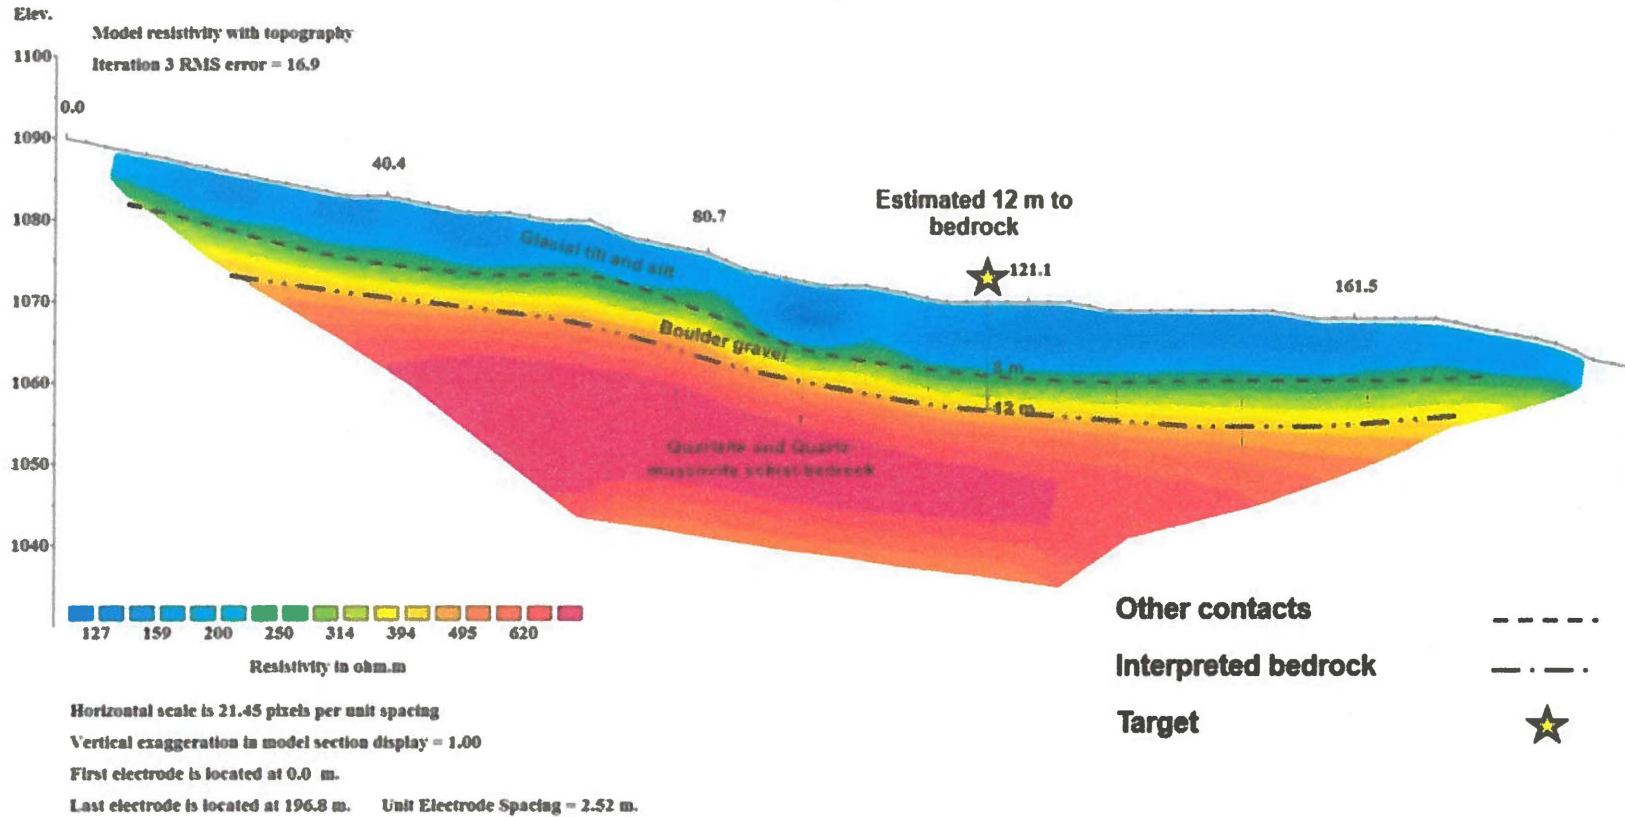 Elev.
Model resistivity with topography
Iteration 3 RMS error = 16.9
1100
0.0
1090
40.4
1080
80.7
Estimated 12 m to
bedrock
121.1
161.5
1070
Glacial till and silt
Boulder gravel
1060
8 m
12 m
1050
Quartzite and Quartz
muscovite schist bedrock
1040
127 159 200 250 314 394 495 620
Resistivity in ohm.m
Other contacts
Interpreted bedrock
Target
Horizontal scale is 21.45 pixels per unit spacing
Vertical exaggeration in model section display = 1.00
First electrode is located at 0.0 m.
Last electrode is located at 196.8 m. Unit Electrode Spacing = 2.52 m.